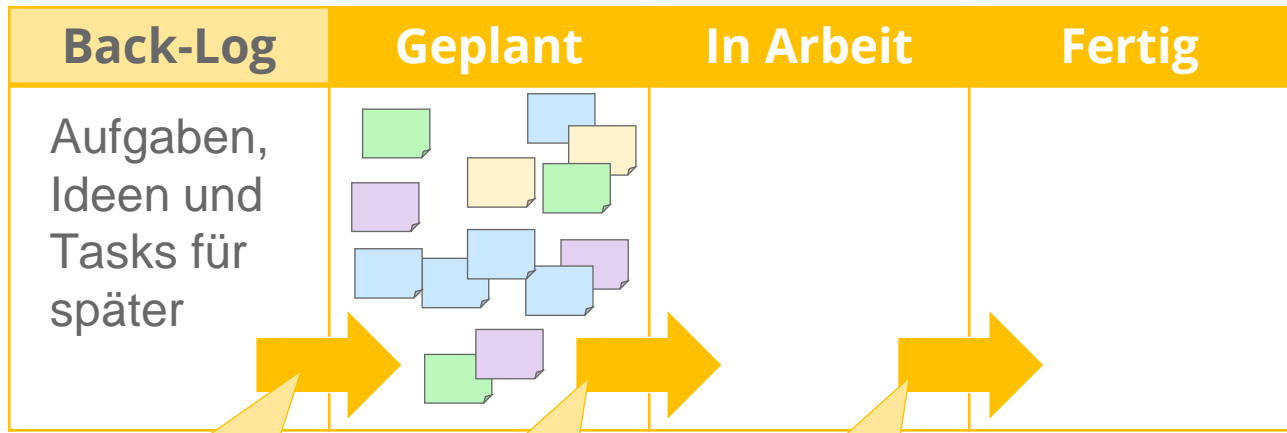 Back-Log
Geplant
In Arbeit
Fertig
Aufgaben,
Ideen und
Tasks für
später